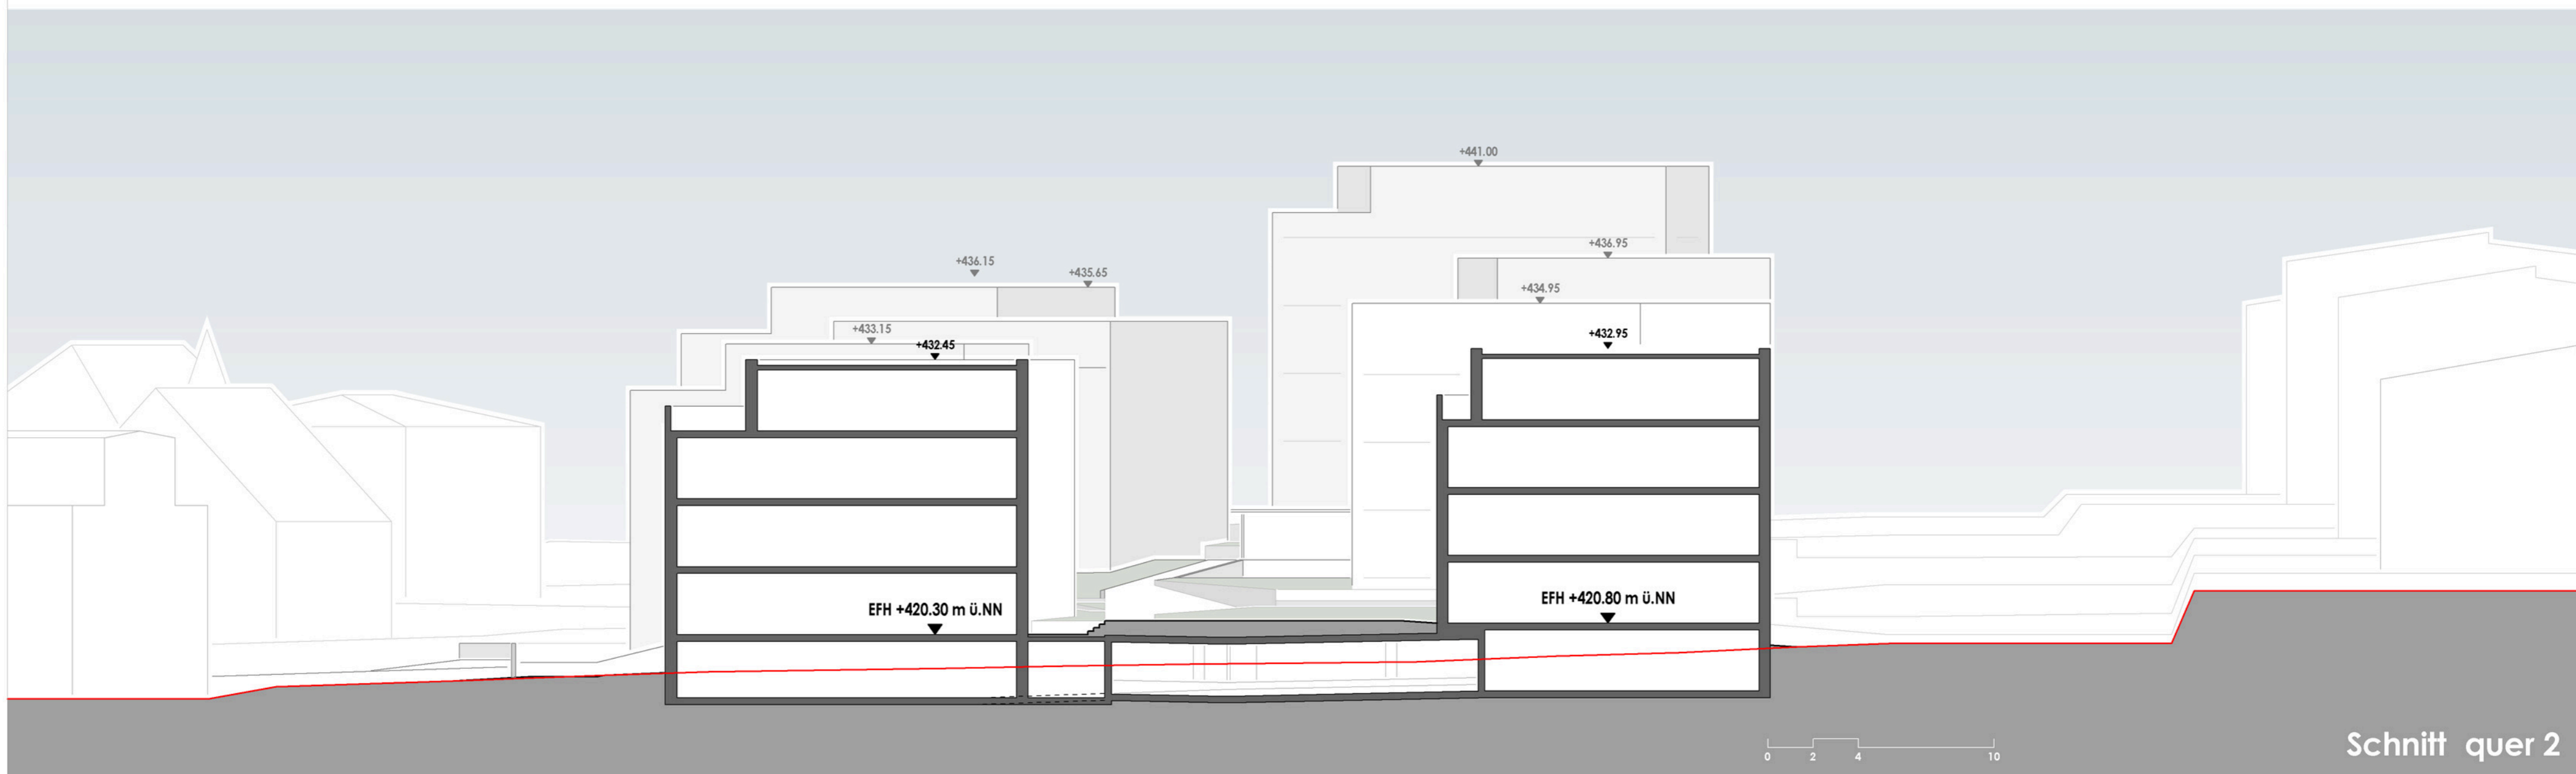 +441.00
+436.95
+436.15
+435.65
+434.95
+433.15
+432.95
+432.45
EFH +420.80 m ü.NN
EFH +420.30 m ü.NN
0 2 4 10
Schnitt quer 2